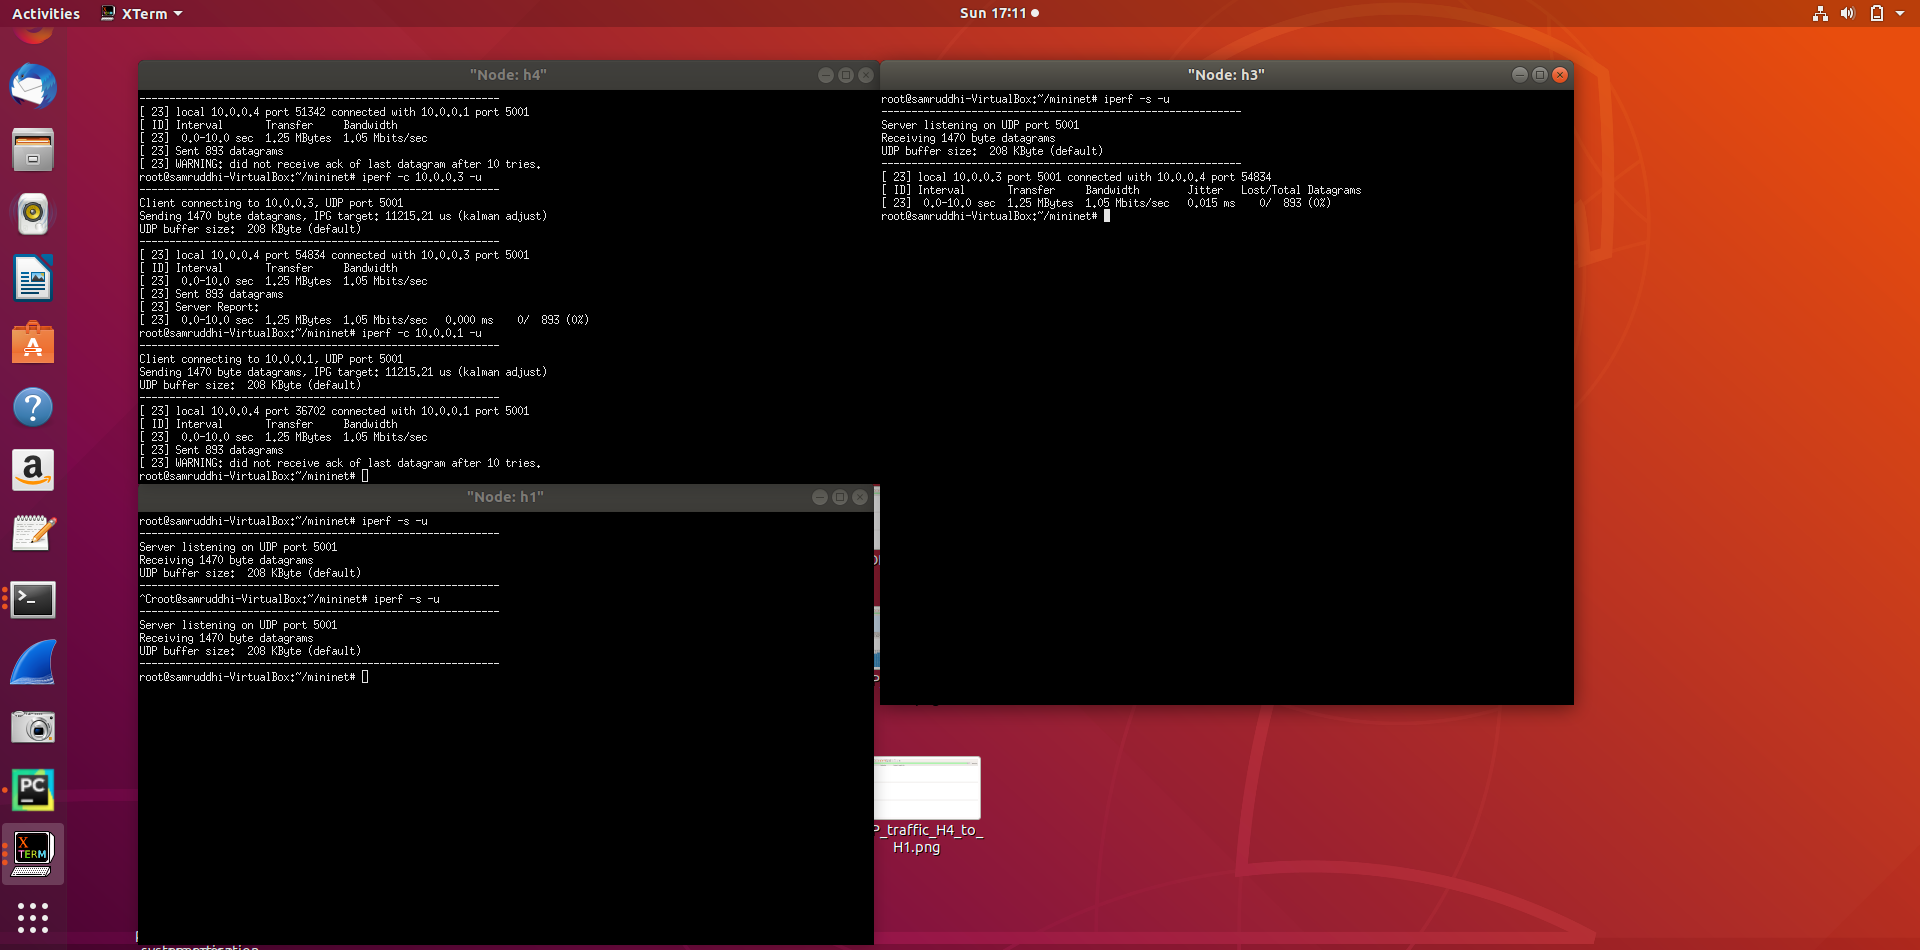 Activities
XTerm
Sun 17:11
"Node: h4"
------------------------------------------------------------
[ 23] local 10.0.0.4 port 51342 connected with 10.0.0.1 port 5001
[ ID] Interval       Transfer     Bandwidth
[ 23]  0.0-10.0 sec  1.25 MBytes  1.05 Mbits/sec
[ 23] Sent 893 datagrams
[ 23] WARNING: did not receive ack of last datagram after 10 tries.
root@samruddhi-VirtualBox:~/mininet# iperf -c 10.0.0.3 -u
------------------------------------------------------------
Client connecting to 10.0.0.3, UDP port 5001
Sending 1470 byte datagrams, IPG target: 11215.21 us (kalman adjust)
UDP buffer size:  208 KByte (default)
------------------------------------------------------------
[ 23] local 10.0.0.4 port 54834 connected with 10.0.0.3 port 5001
[ ID] Interval       Transfer     Bandwidth
[ 23]  0.0-10.0 sec  1.25 MBytes  1.05 Mbits/sec
[ 23] Sent 893 datagrams
[ 23] Server Report:
[ 23]  0.0-10.0 sec  1.25 MBytes  1.05 Mbits/sec   0.000 ms    0/  893 (0%)
root@samruddhi-VirtualBox:~/mininet# iperf -c 10.0.0.1 -u
------------------------------------------------------------
Client connecting to 10.0.0.1, UDP port 5001
Sending 1470 byte datagrams, IPG target: 11215.21 us (kalman adjust)
UDP buffer size:  208 KByte (default)
------------------------------------------------------------
[ 23] local 10.0.0.4 port 36702 connected with 10.0.0.1 port 5001
[ ID] Interval       Transfer     Bandwidth
[ 23]  0.0-10.0 sec  1.25 MBytes  1.05 Mbits/sec
[ 23] Sent 893 datagrams
[ 23] WARNING: did not receive ack of last datagram after 10 tries.
root@samruddhi-VirtualBox:~/mininet#
"Node: h3"
root@samruddhi-VirtualBox:~/mininet# iperf -s -u
------------------------------------------------------------
Server listening on UDP port 5001
Receiving 1470 byte datagrams
UDP buffer size:  208 KByte (default)
------------------------------------------------------------
[ 23] local 10.0.0.3 port 5001 connected with 10.0.0.4 port 54834
[ ID] Interval       Transfer     Bandwidth        Jitter   Lost/Total Datagrams
[ 23]  0.0-10.0 sec  1.25 MBytes  1.05 Mbits/sec   0.015 ms    0/  893 (0%)
root@samruddhi-VirtualBox:~/mininet#
"Node: h1"
root@samruddhi-VirtualBox:~/mininet# iperf -s -u
------------------------------------------------------------
Server listening on UDP port 5001
Receiving 1470 byte datagrams
UDP buffer size:  208 KByte (default)
------------------------------------------------------------
^Croot@samruddhi-VirtualBox:~/mininet# iperf -s -u
------------------------------------------------------------
Server listening on UDP port 5001
Receiving 1470 byte datagrams
UDP buffer size:  208 KByte (default)
------------------------------------------------------------
root@samruddhi-VirtualBox:~/mininet#
P_traffic_H4_to_
H1.png
A
?
a
>_
PC
X
TERM